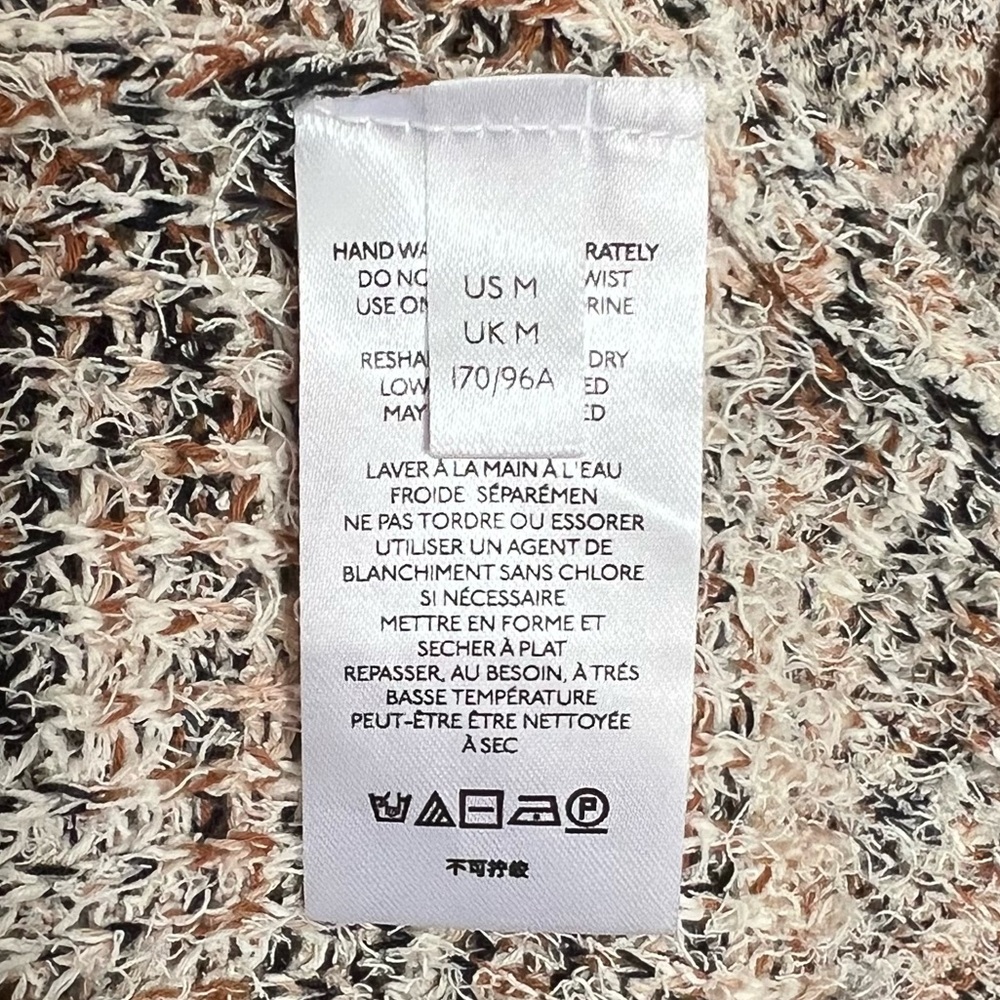 US M
UK M
170/96A
HAND WA
RATELY
DO NO
WIST
USE ON
RINE
RESHA
DRY
LOW
ED
MAY
ED
LAVER À LA MAIN À L'EAU
FROIDE SÉPARÉMEN
NE PAS TORDRE OU ESSORER
UTILISER UN AGENT DE
BLANCHIMENT SANS CHLORE
SI NÉCESSAIRE
METTRE EN FORME ET
SECHER À PLAT
REPASSER, AU BESOIN, À TRÉS
BASSE TEMPÉRATURE
PEUT-ÊTRE ÊTRE NETTOYÉE
À SEC
P
不可拧绞